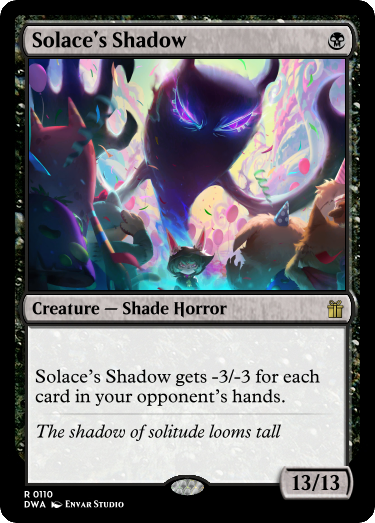 Solace's Shadow
Creature — Shade Horror
Solace's Shadow gets -3/-3 for each
card in your opponent's hands.
The shadow of solitude looms tall
13/13
R 0110
DWA Envar Studio